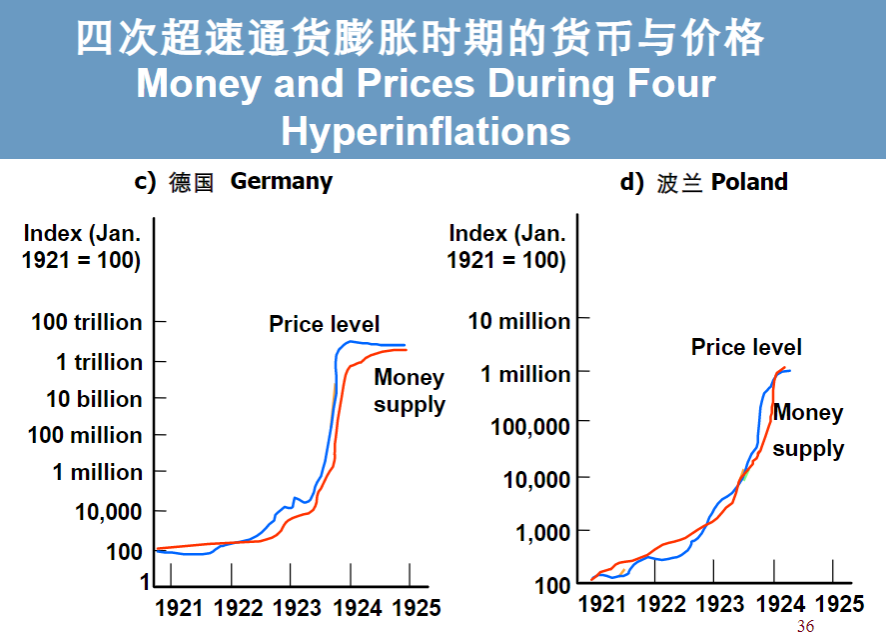 四次超速通货膨胀时期的货币与价格
Money and Prices During Four
Hyperinflations
c) 德国 Germany
Index (Jan.
1921 = 100)
100 trillion
1 trillion
10 billion
100 million
1 million
10,000
100
1
Price level
Money
supply
1921 1922 1923 1924 1925
d) 波兰 Poland
Index (Jan.
1921 = 100)
10 million
1 million
100,000
10,000
1,000
100
Price level
Money
supply
1921 1922 1923 1924 1925
36